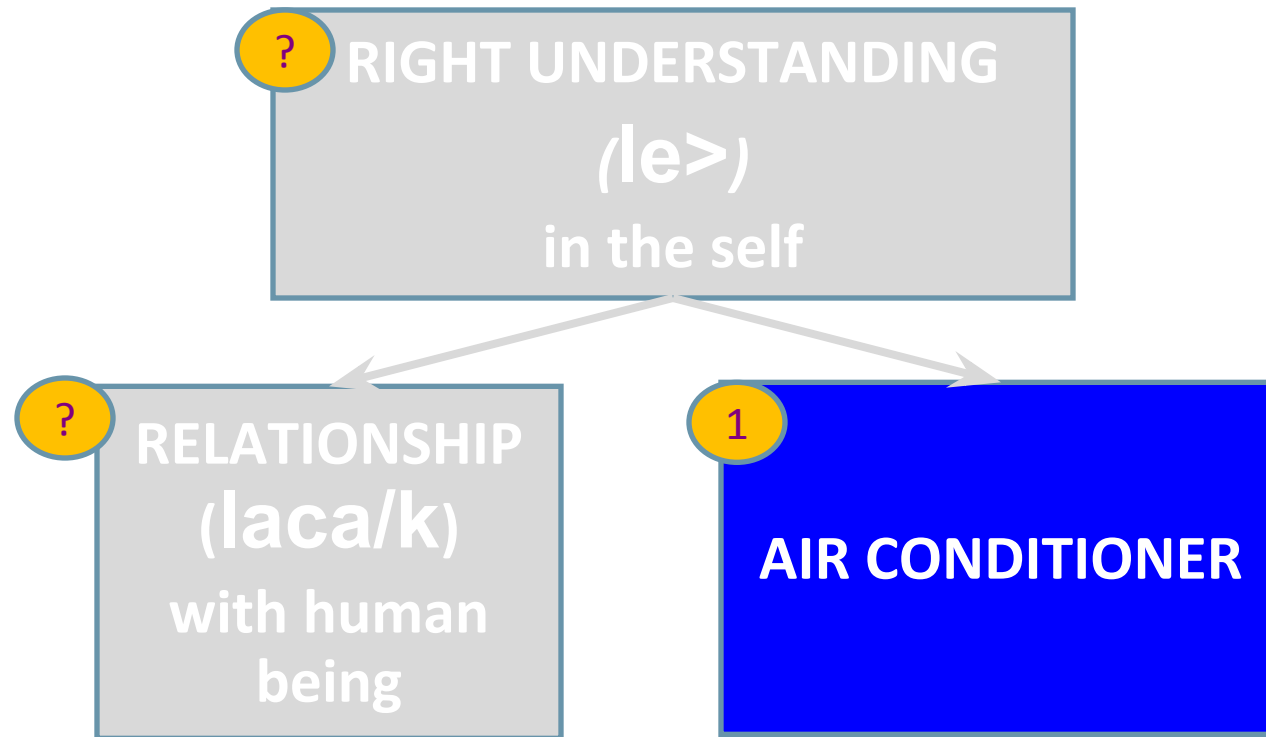 ?
RIGHT UNDERSTANDING
(le>)
in the self
?
RELATIONSHIP
(laca/k)
with human
being
1
AIR CONDITIONER